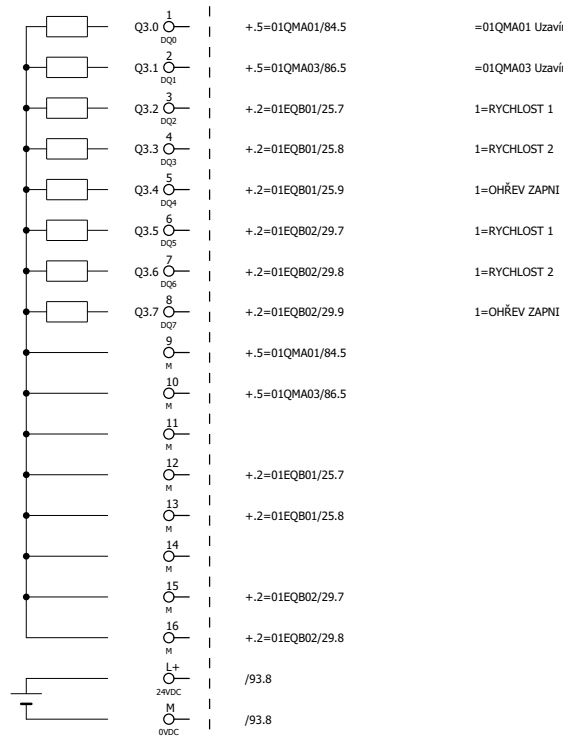 1
Q3.0 +.5=01QMA01/84.5 =01QMA01 Uzaví
DQ0
2
Q3.1 +.5=01QMA03/86.5 =01QMA03 Uzaví
DQ1
3
Q3.2 +.2=01EQB01/25.7 1=RYCHLOST 1
DQ2
4
Q3.3 +.2=01EQB01/25.8 1=RYCHLOST 2
DQ3
5
Q3.4 +.2=01EQB01/25.9 1=OHŘEV ZAPNI
DQ4
6
Q3.5 +.2=01EQB02/29.7 1=RYCHLOST 1
DQ5
7
Q3.6 +.2=01EQB02/29.8 1=RYCHLOST 2
DQ6
8
Q3.7 +.2=01EQB02/29.9 1=OHŘEV ZAPNI
DQ7
9
+.5=01QMA01/84.5
M
10
+.5=01QMA03/86.5
M
11
M
12
+.2=01EQB01/25.7
M
13
+.2=01EQB01/25.8
M
14
M
15
+.2=01EQB02/29.7
M
16
+.2=01EQB02/29.8
M
L+
/93.8
24VDC
M
/93.8
0VDC